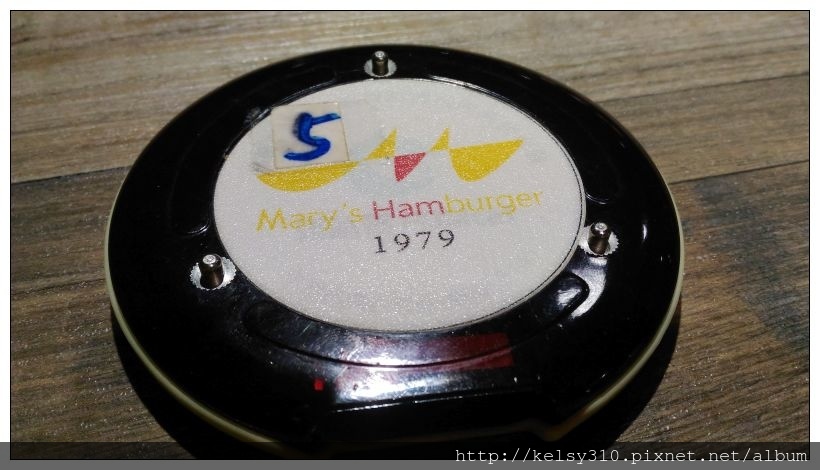 5
Mary's Hamburger
1979
http://kelsy310.pixnet.net/album